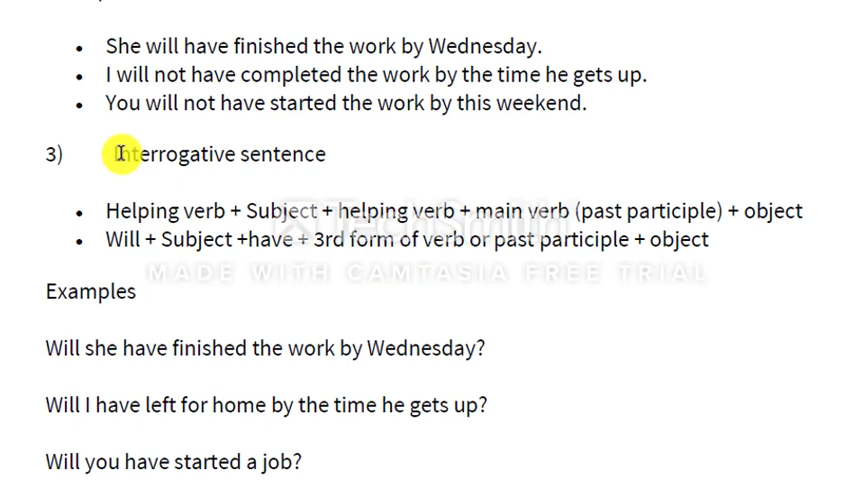 • She will have finished the work by Wednesday.
• I will not have completed the work by the time he gets up.
• You will not have started the work by this weekend.
3) Interrogative sentence
• Helping verb + Subject + helping verb + main verb (past participle) + object
• Will + Subject +have + 3rd form of verb or past participle + object
TechSmith
MADE WITH CAMTASIA FREE TRIAL
Examples
Will she have finished the work by Wednesday?
Will I have left for home by the time he gets up?
Will you have started a job?